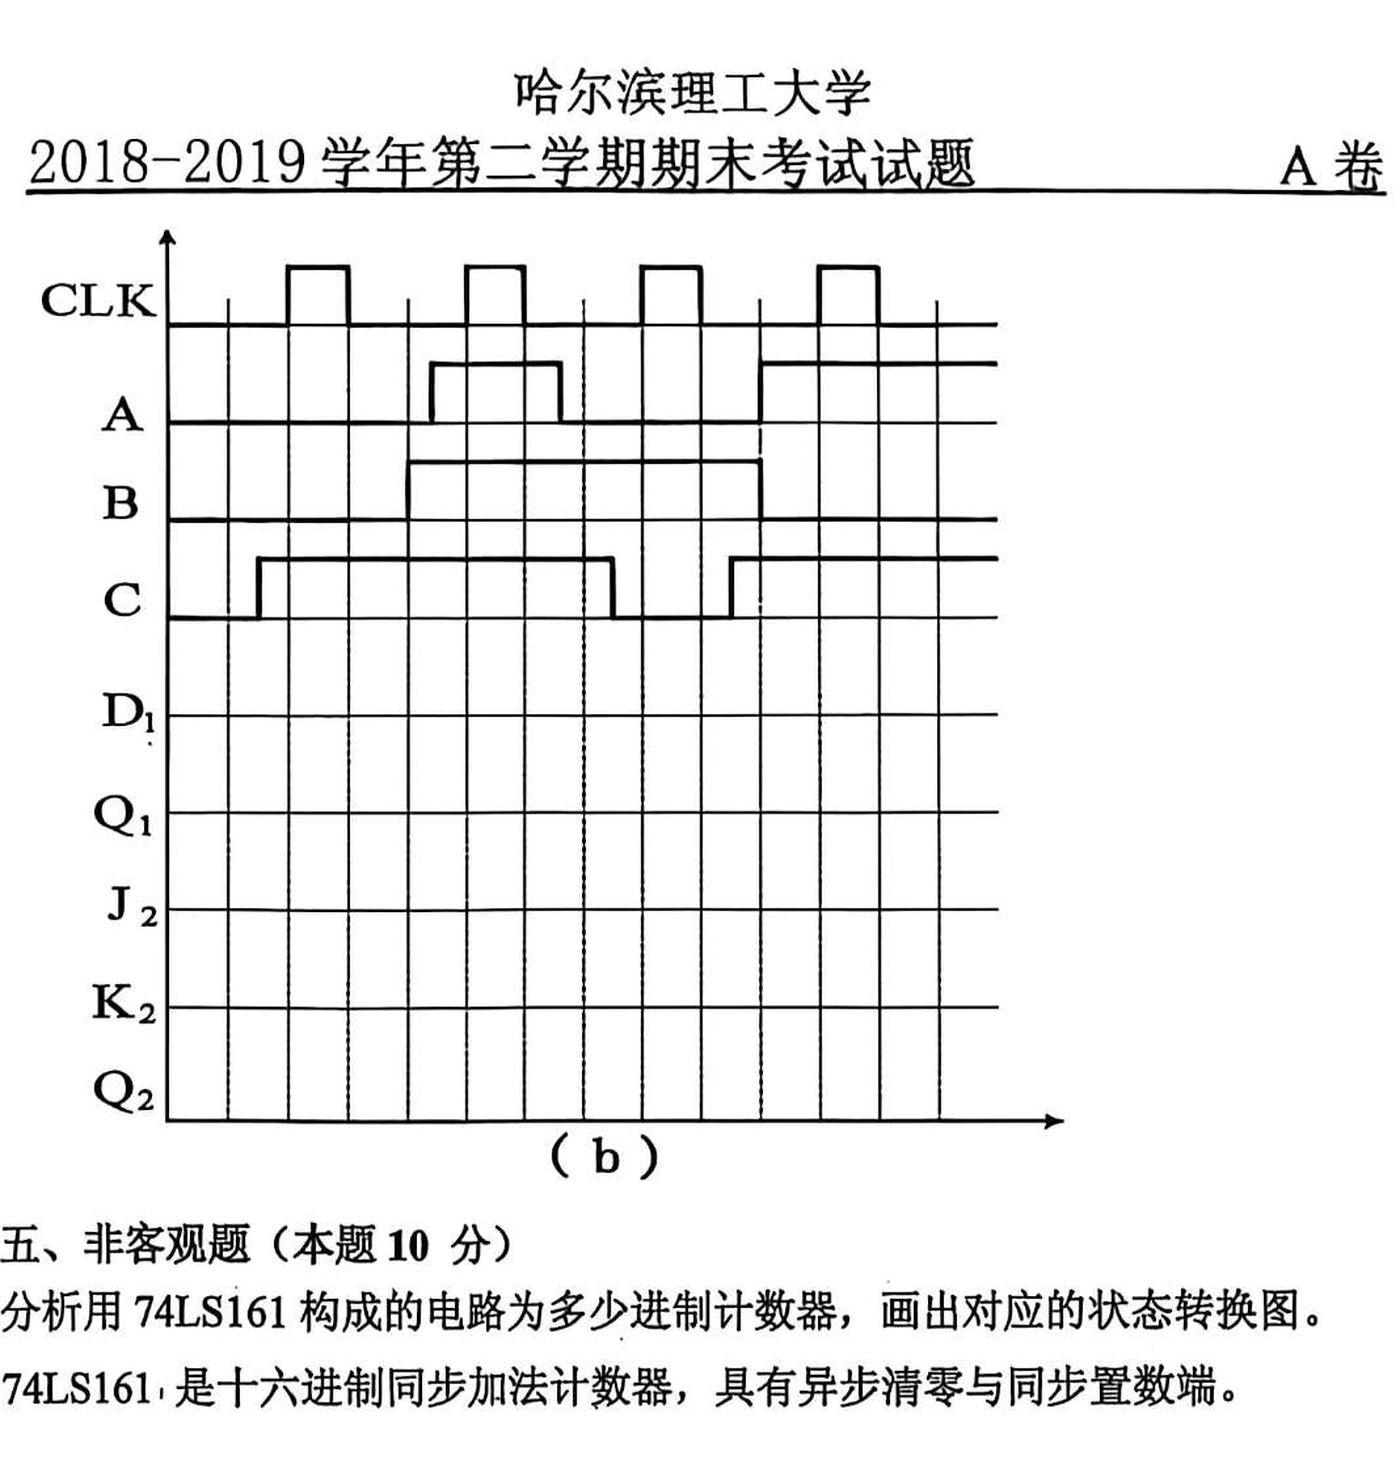 哈尔滨理工大学
2018-2019 学年第二学期期末考试试题 A 卷
CLK
A
B
C
D₁
Q₁
J₂
K₂
Q₂
( b )
五、非客观题（本题 10 分）
分析用 74LS161 构成的电路为多少进制计数器，画出对应的状态转换图。
74LS161 是十六进制同步加法计数器，具有异步清零与同步置数端。